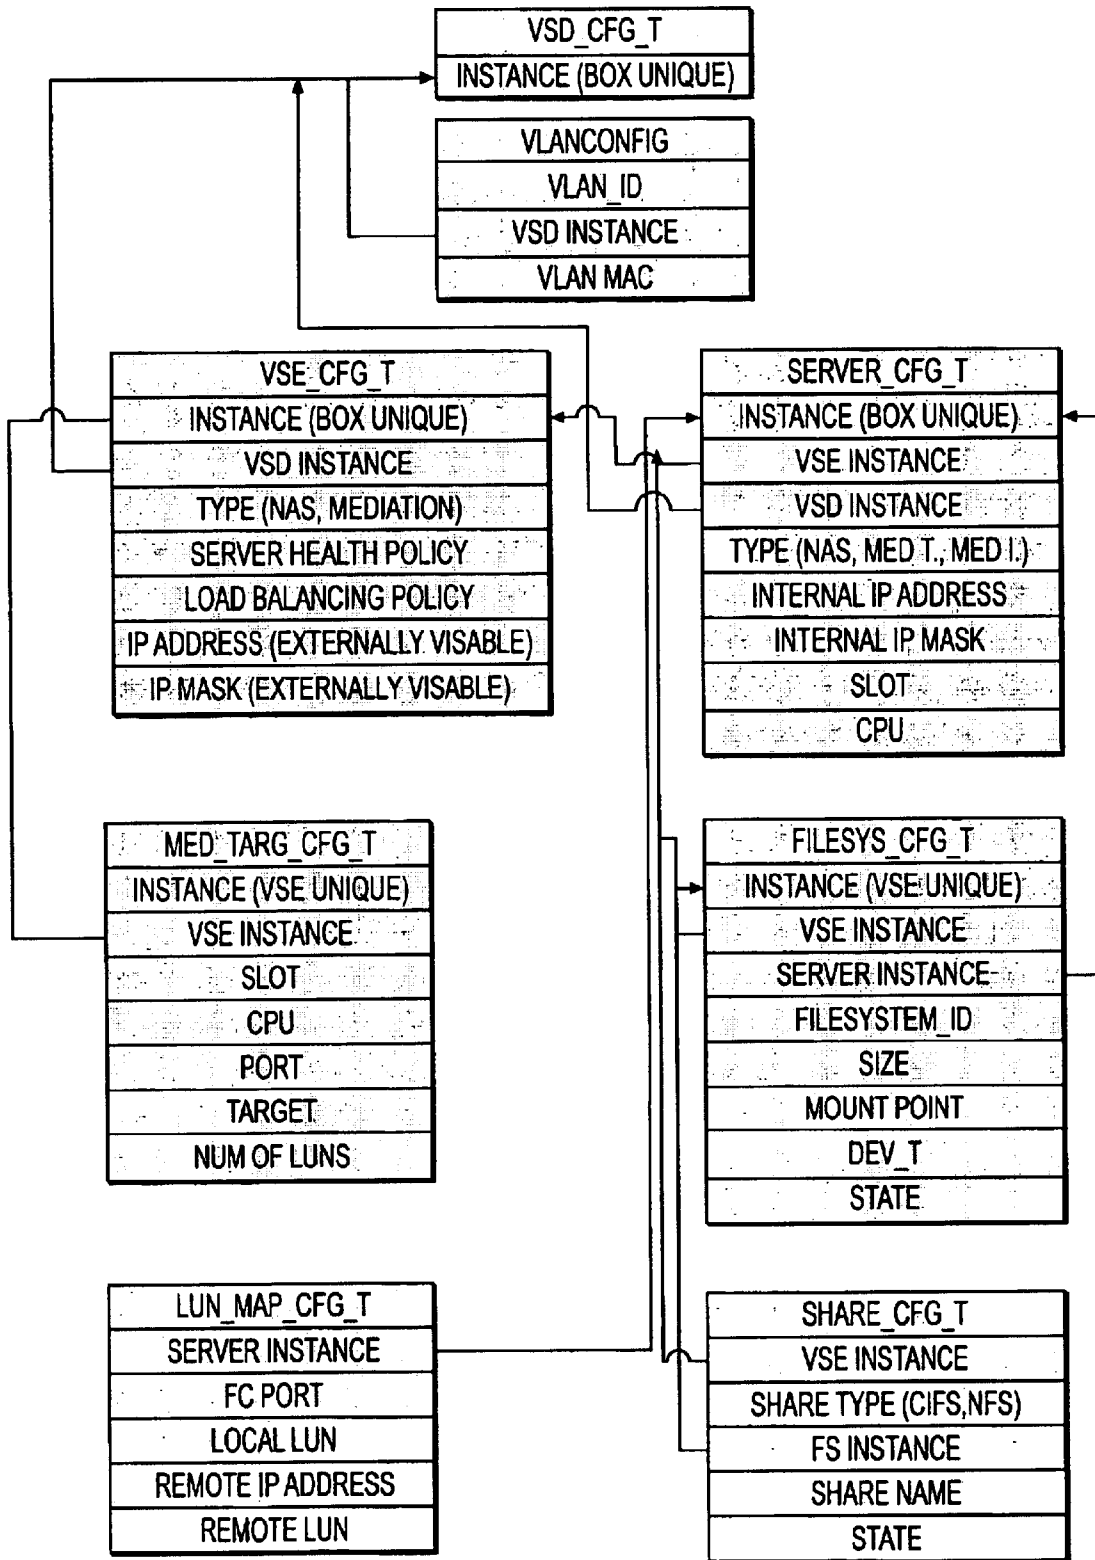 VSD_CFG_T
INSTANCE (BOX UNIQUE)
VLANCONFIG
VLAN_ID
VSD INSTANCE
VLAN MAC
VSE_CFG_T
INSTANCE (BOX UNIQUE)
VSD INSTANCE
TYPE (NAS, MEDIATION)
SERVER HEALTH POLICY
LOAD BALANCING POLICY
IP ADDRESS (EXTERNALLY VISABLE)
IP MASK (EXTERNALLY VISABLE)
SERVER_CFG_T
INSTANCE (BOX UNIQUE)
VSE INSTANCE
VSD INSTANCE
TYPE (NAS, MED T., MED I.)
INTERNAL IP ADDRESS
INTERNAL IP MASK
SLOT
CPU
MED_TARG_CFG_T
INSTANCE (VSE UNIQUE)
VSE INSTANCE
SLOT
CPU
PORT
TARGET
NUM OF LUNS
FILESYS_CFG_T
INSTANCE (VSE UNIQUE)
VSE INSTANCE
SERVER INSTANCE
FILESYSTEM_ID
SIZE
MOUNT POINT
DEV_T
STATE
LUN_MAP_CFG_T
SERVER INSTANCE
FC PORT
LOCAL LUN
REMOTE IP ADDRESS
REMOTE LUN
SHARE_CFG_T
VSE INSTANCE
SHARE TYPE (CIFS,NFS)
FS INSTANCE
SHARE NAME
STATE